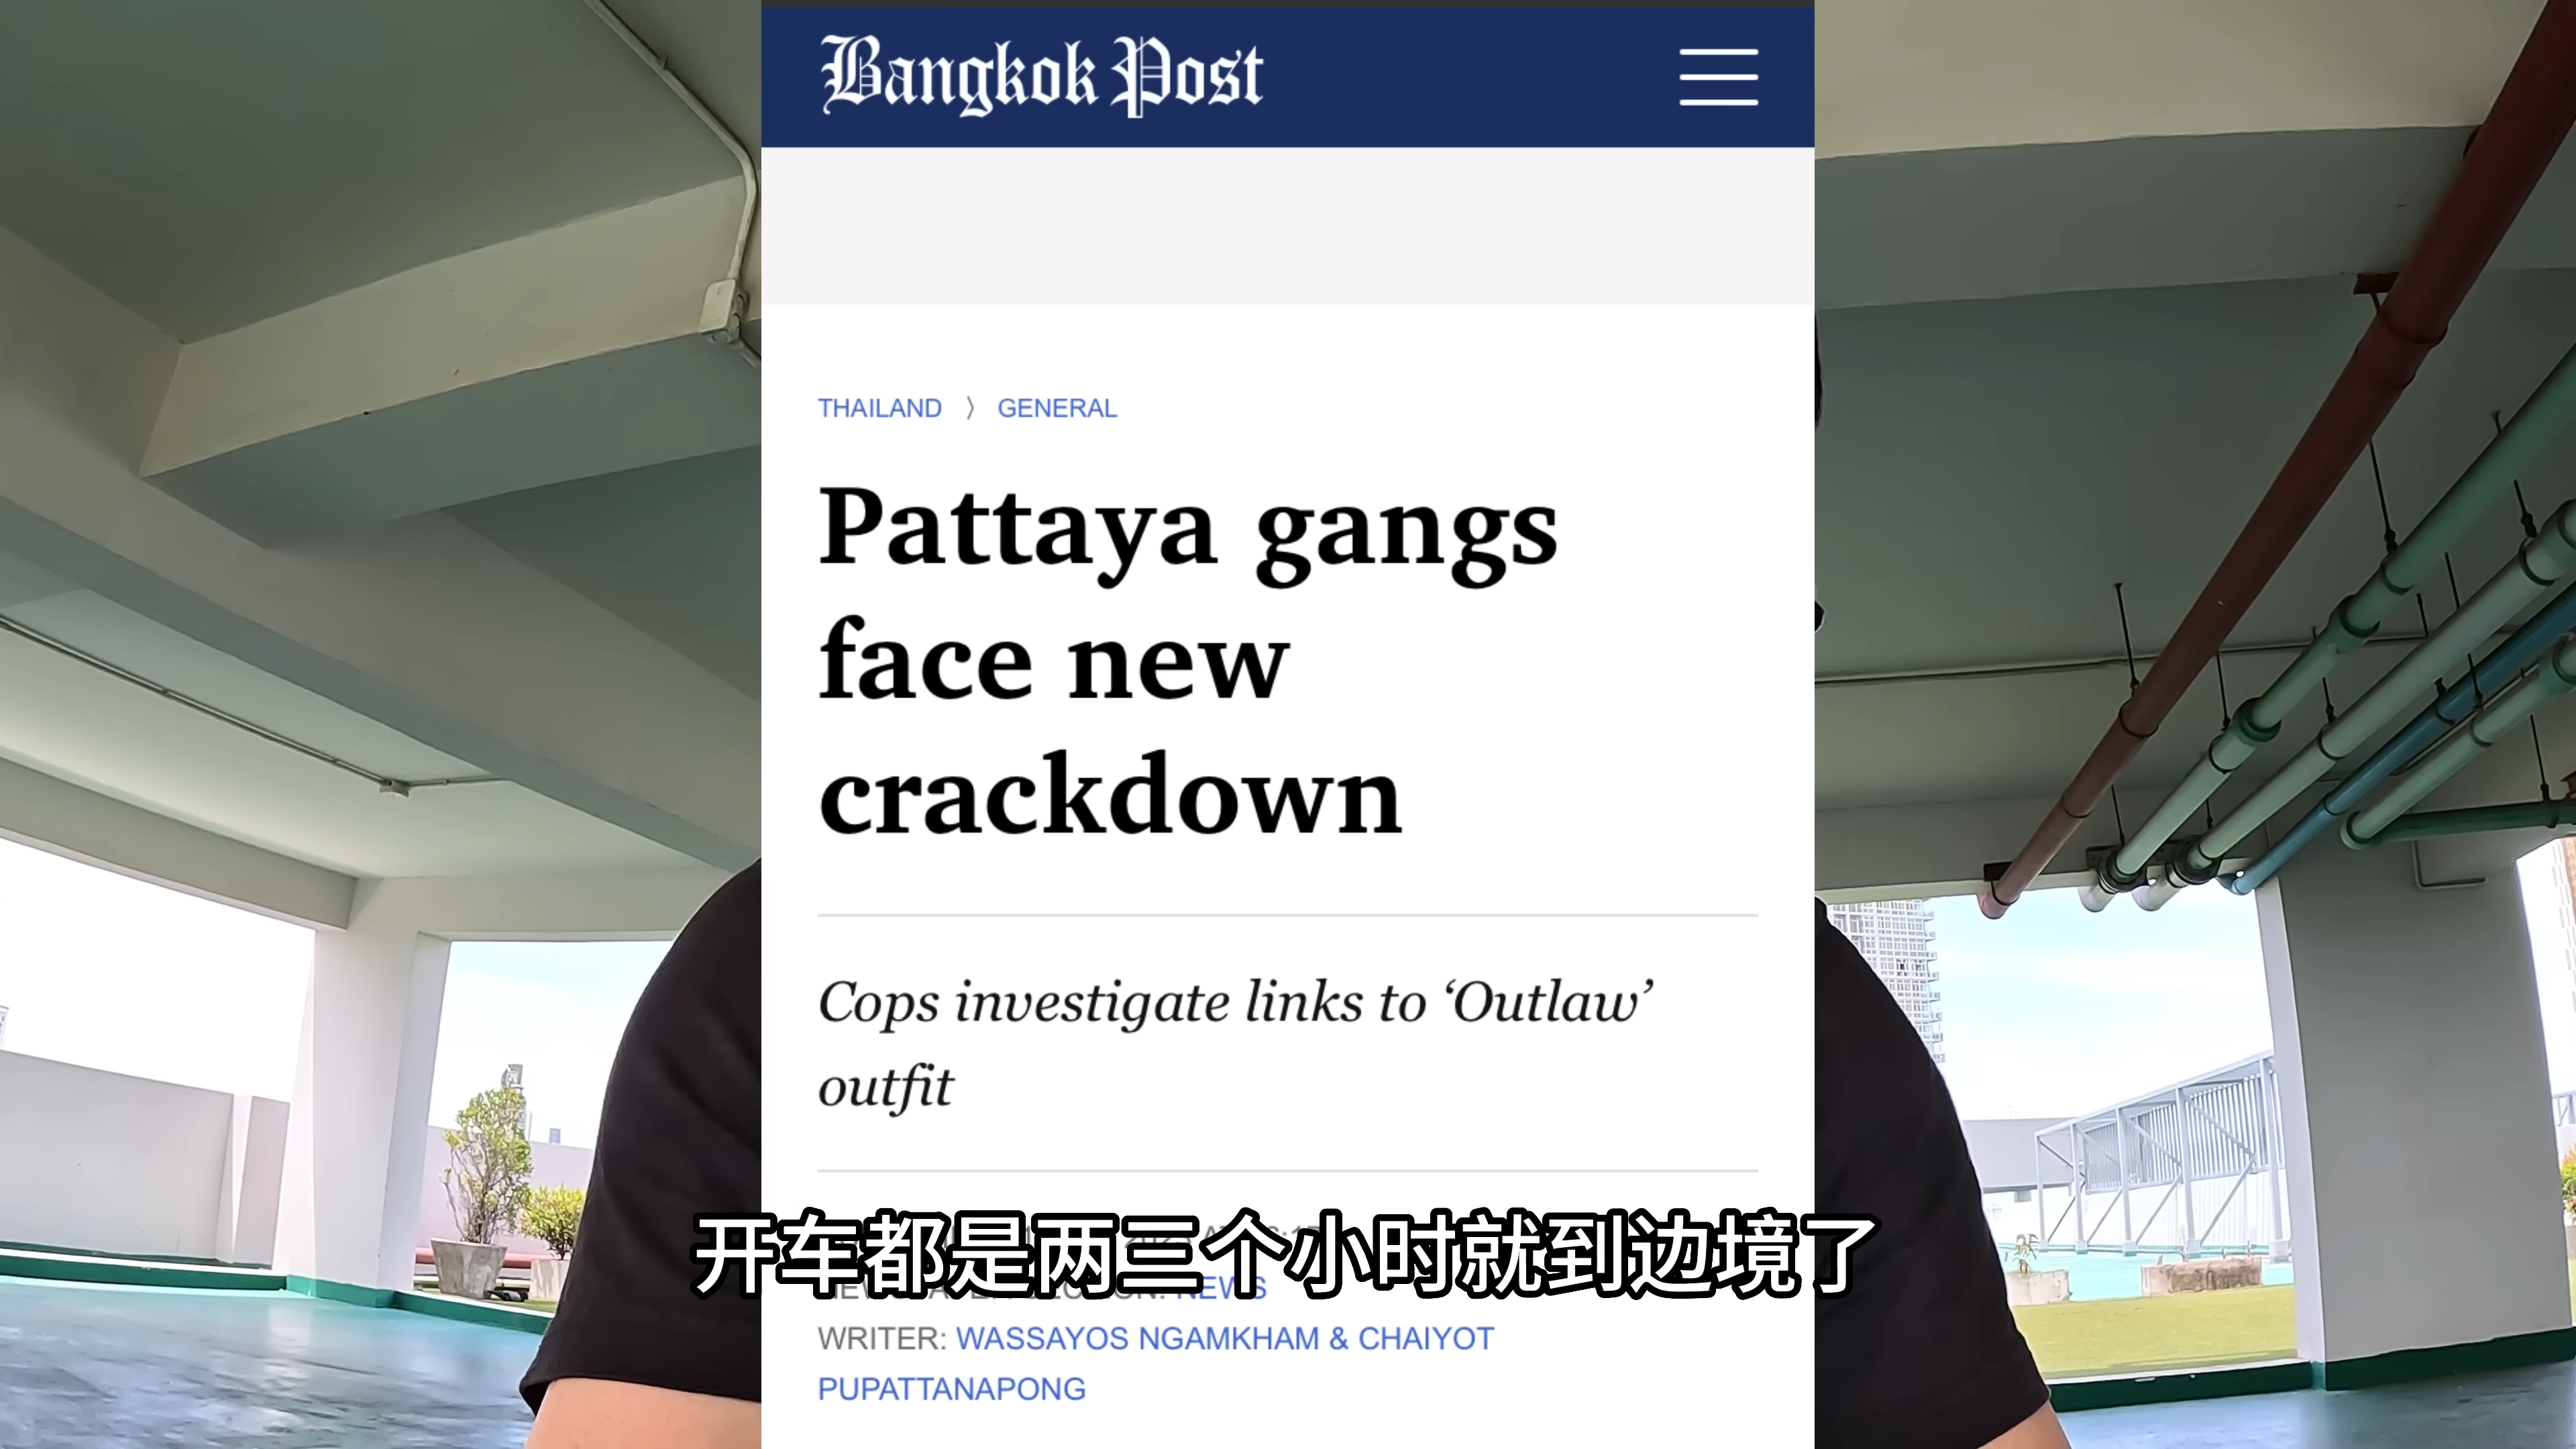 Bangkok Post
THAILAND 〉 GENERAL
Pattaya gangs
face new
crackdown
Cops investigate links to ‘Outlaw’
outfit
开车都是两三个小时就到边境了
NEWS
WRITER: WASSAYOS NGAMKHAM & CHAIYOT
PUPATTANAPONG